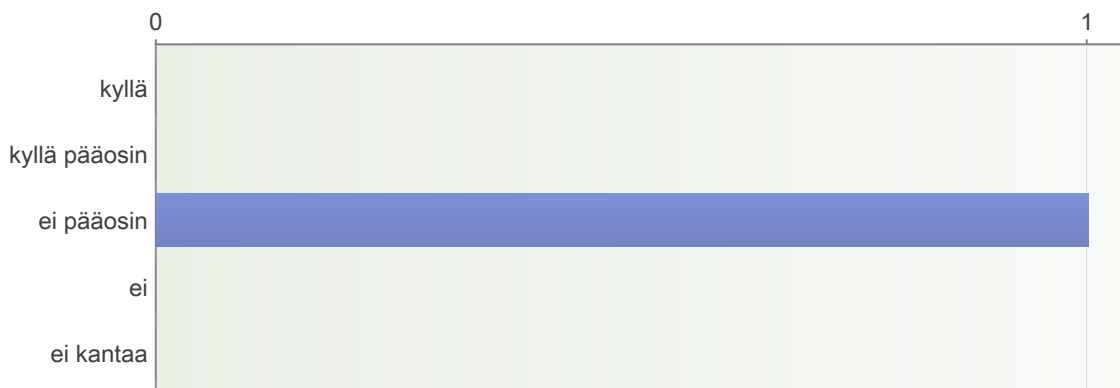 0 1
kyllä
kyllä pääosin
ei pääosin
ei
ei kantaa